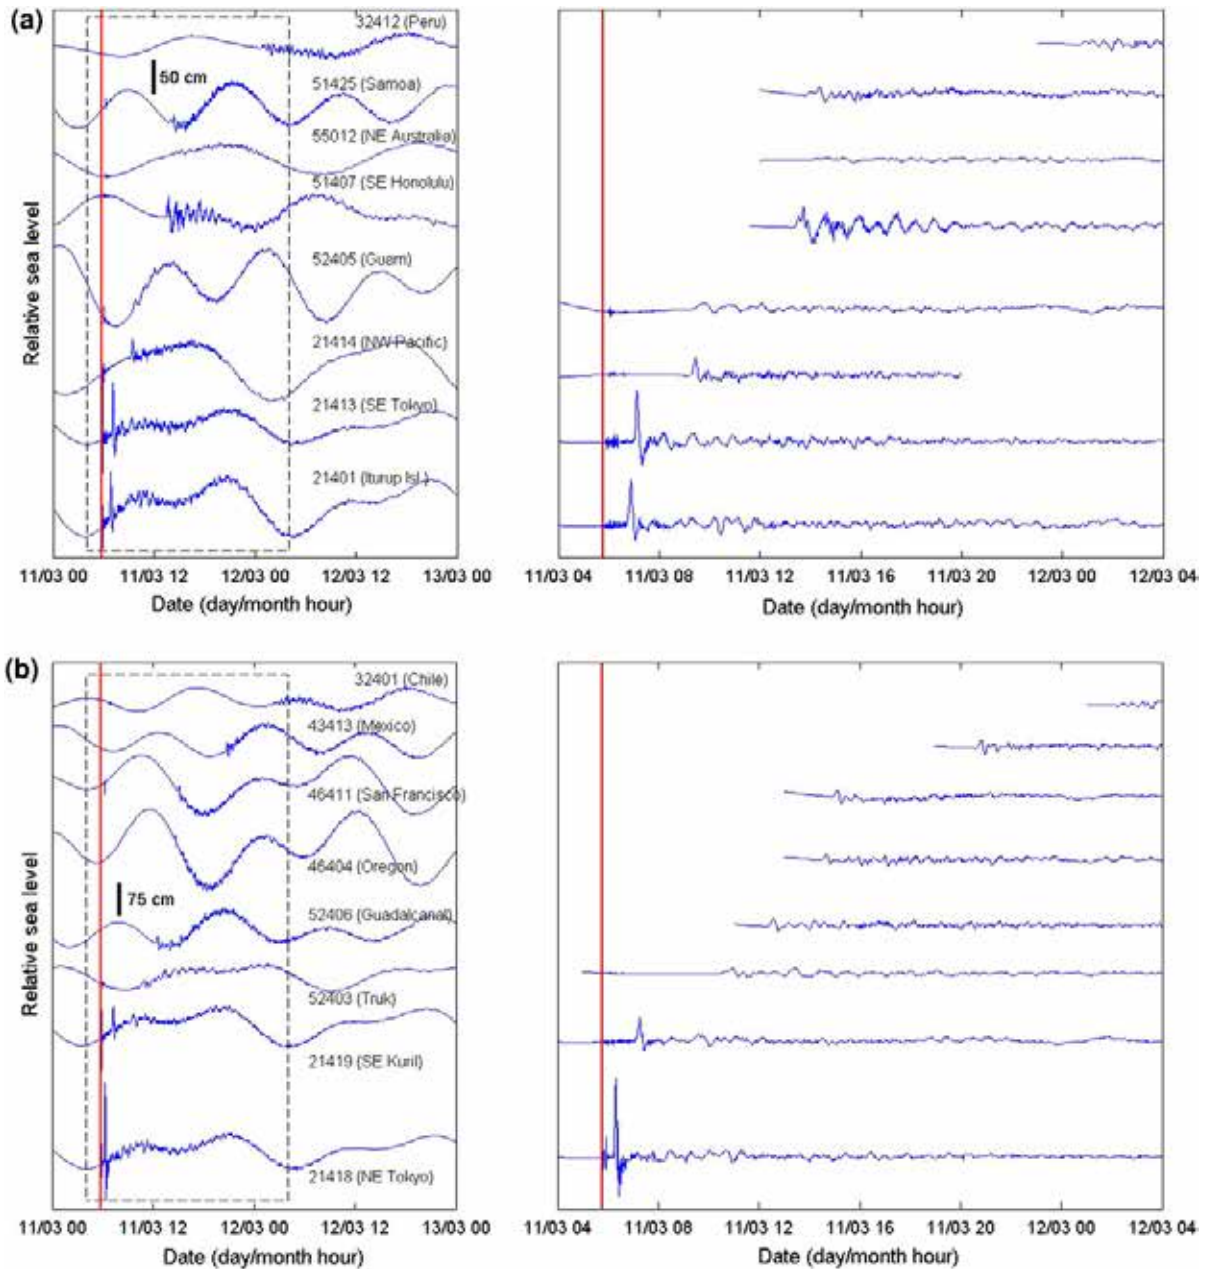 (a)
32412 (Peru)
50 cm
51425 (Samoa)
55012 (NE Australia)
51407 (SE Honolulu)
52405 (Guam)
21414 (NW Pacific)
21413 (SE Tokyo)
21401 (Iturup Isl.)
Relative sea level
11/03 00 11/03 12 12/03 00 12/03 12 13/03 00
Date (day/month hour)
11/03 04 11/03 08 11/03 12 11/03 16 11/03 20 12/03 00 12/03 04
Date (day/month hour)
(b)
32401 (Chile)
43413 (Mexico)
46411 (San Francisco)
46404 (Oregon)
75 cm
52406 (Guadalcanal)
52403 (Truk)
21419 (SE Kuril)
21418 (NE Tokyo)
Relative sea level
11/03 00 11/03 12 12/03 00 12/03 12 13/03 00
Date (day/month hour)
11/03 04 11/03 08 11/03 12 11/03 16 11/03 20 12/03 00 12/03 04
Date (day/month hour)